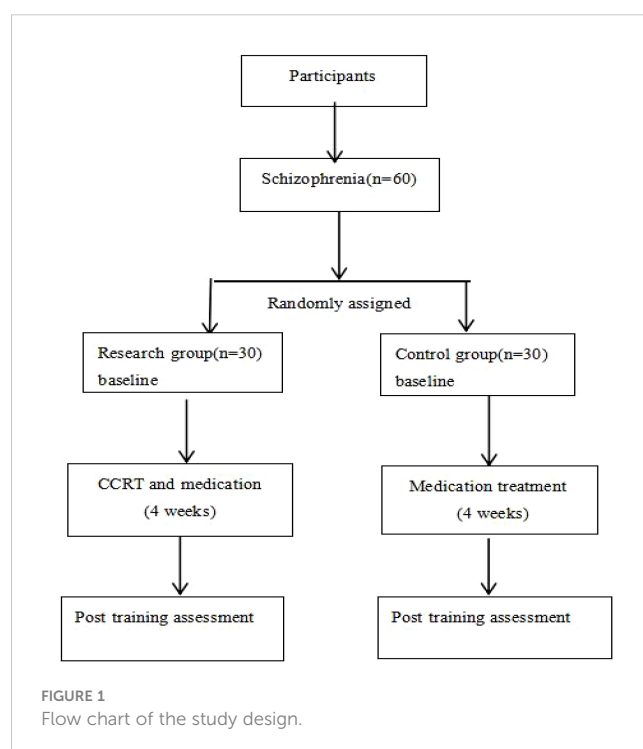 Participants
Schizophrenia(n=60)
Randomly assigned
Research group(n=30)
baseline
Control group(n=30)
baseline
CCRT and medication
(4 weeks)
Medication treatment
(4 weeks)
Post training assessment
Post training assessment
FIGURE 1
Flow chart of the study design.